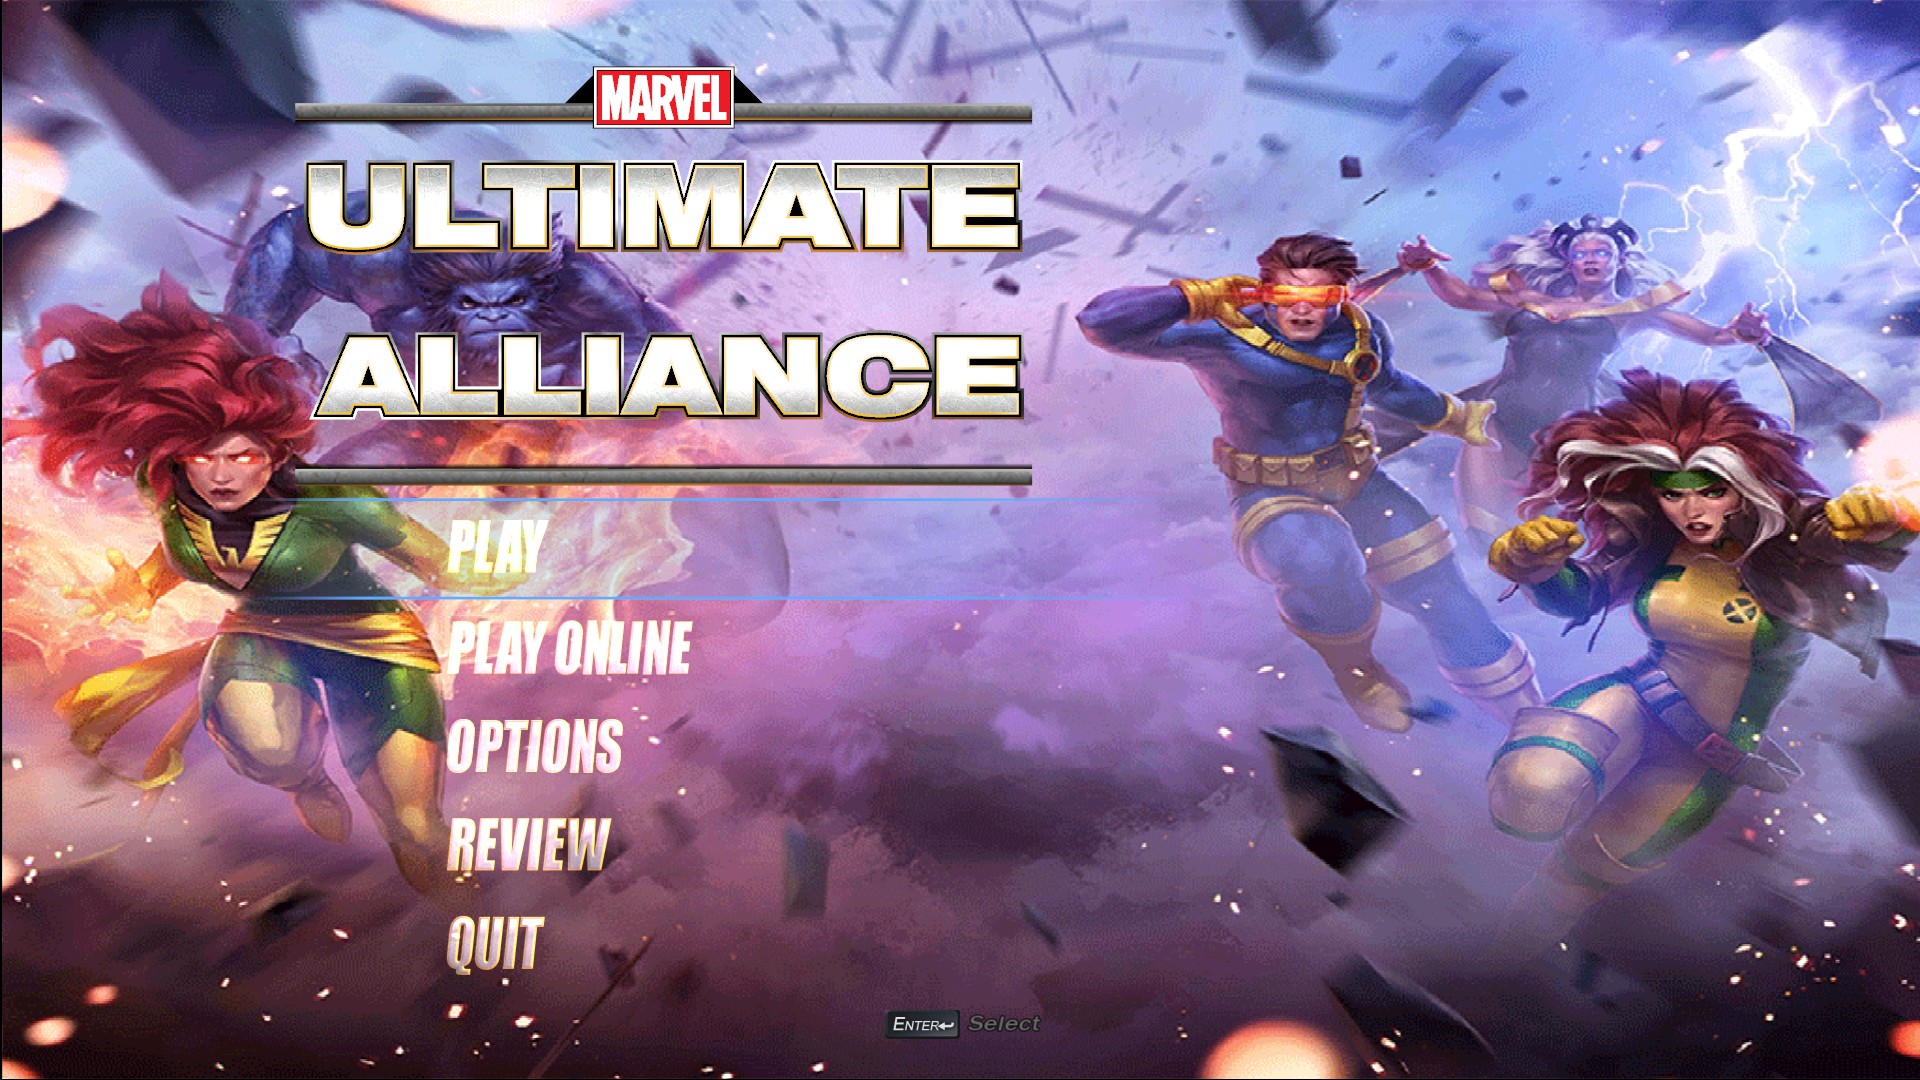 MARVEL
ULTIMATE
ALLIANCE
PLAY
PLAY ONLINE
OPTIONS
REVIEW
QUIT
ENTER↵ Select